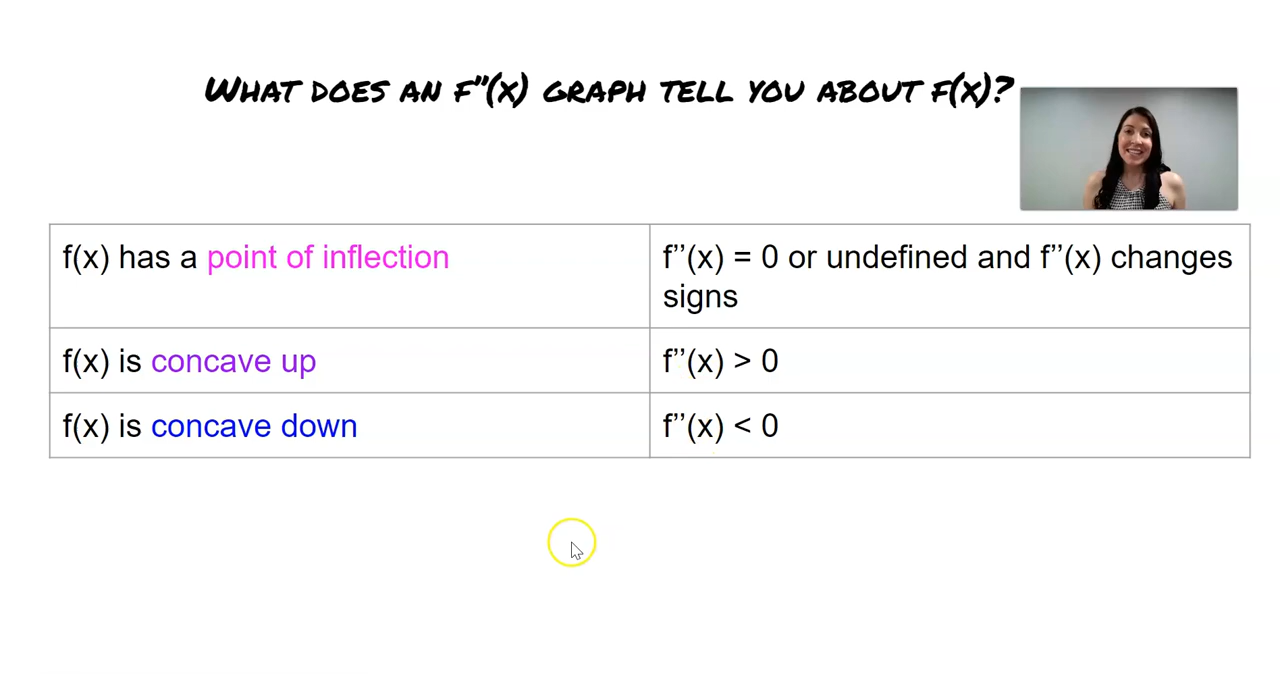 What does an f"(x) graph tell you about f(x)?
f(x) has a point of inflection
f’’(x) = 0 or undefined and f’’(x) changes
signs
f(x) is concave up
f’’(x) > 0
f(x) is concave down
f’’(x) < 0